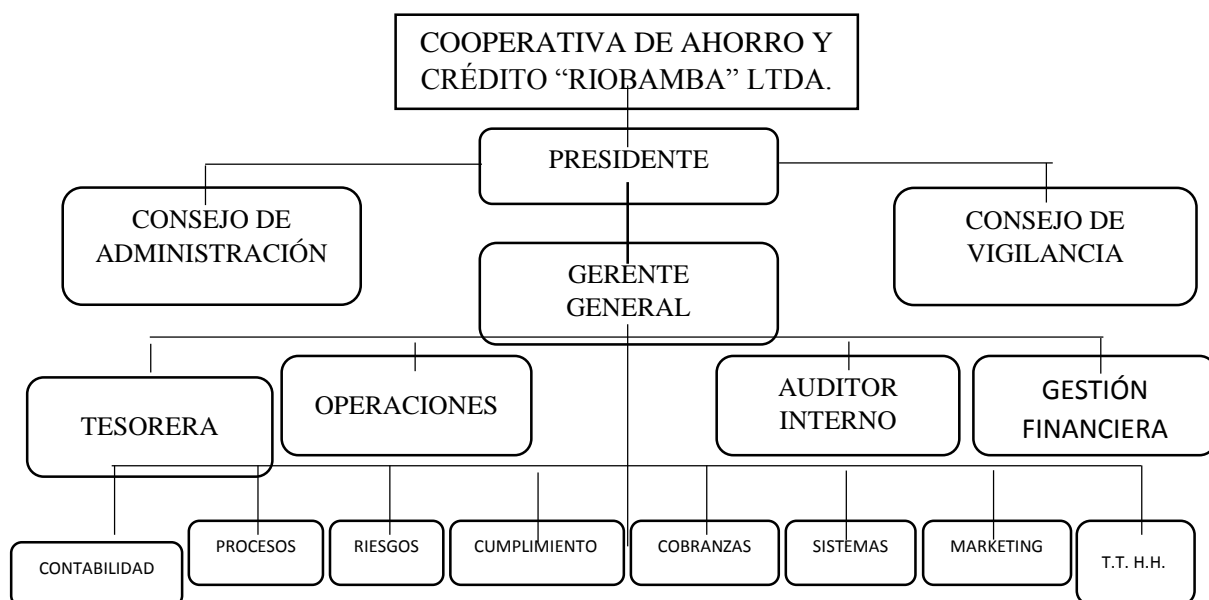 COOPERATIVA DE AHORRO Y
CRÉDITO “RIOBAMBA” LTDA.
PRESIDENTE
CONSEJO DE
ADMINISTRACIÓN
CONSEJO DE
VIGILANCIA
GERENTE
GENERAL
TESORERA
OPERACIONES
AUDITOR
INTERNO
GESTIÓN
FINANCIERA
CONTABILIDAD
PROCESOS
RIESGOS
CUMPLIMIENTO
COBRANZAS
SISTEMAS
MARKETING
T.T. H.H.